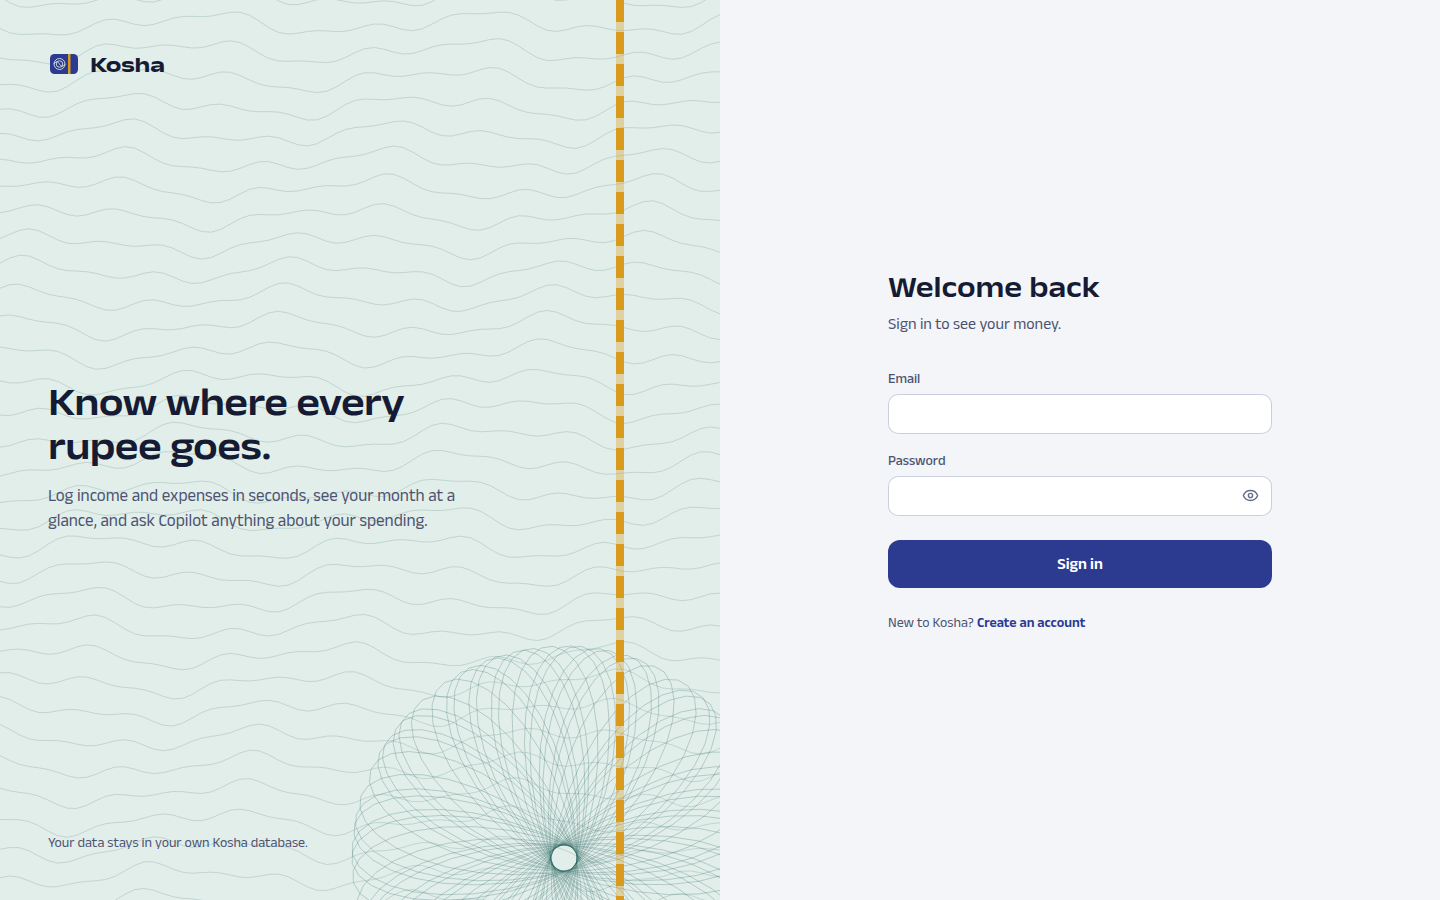 Kosha
Know where every
rupee goes.
Log income and expenses in seconds, see your month at a
glance, and ask Copilot anything about your spending.
Your data stays in your own Kosha database.
Welcome back
Sign in to see your money.
Email
Password
Sign in
New to Kosha? Create an account